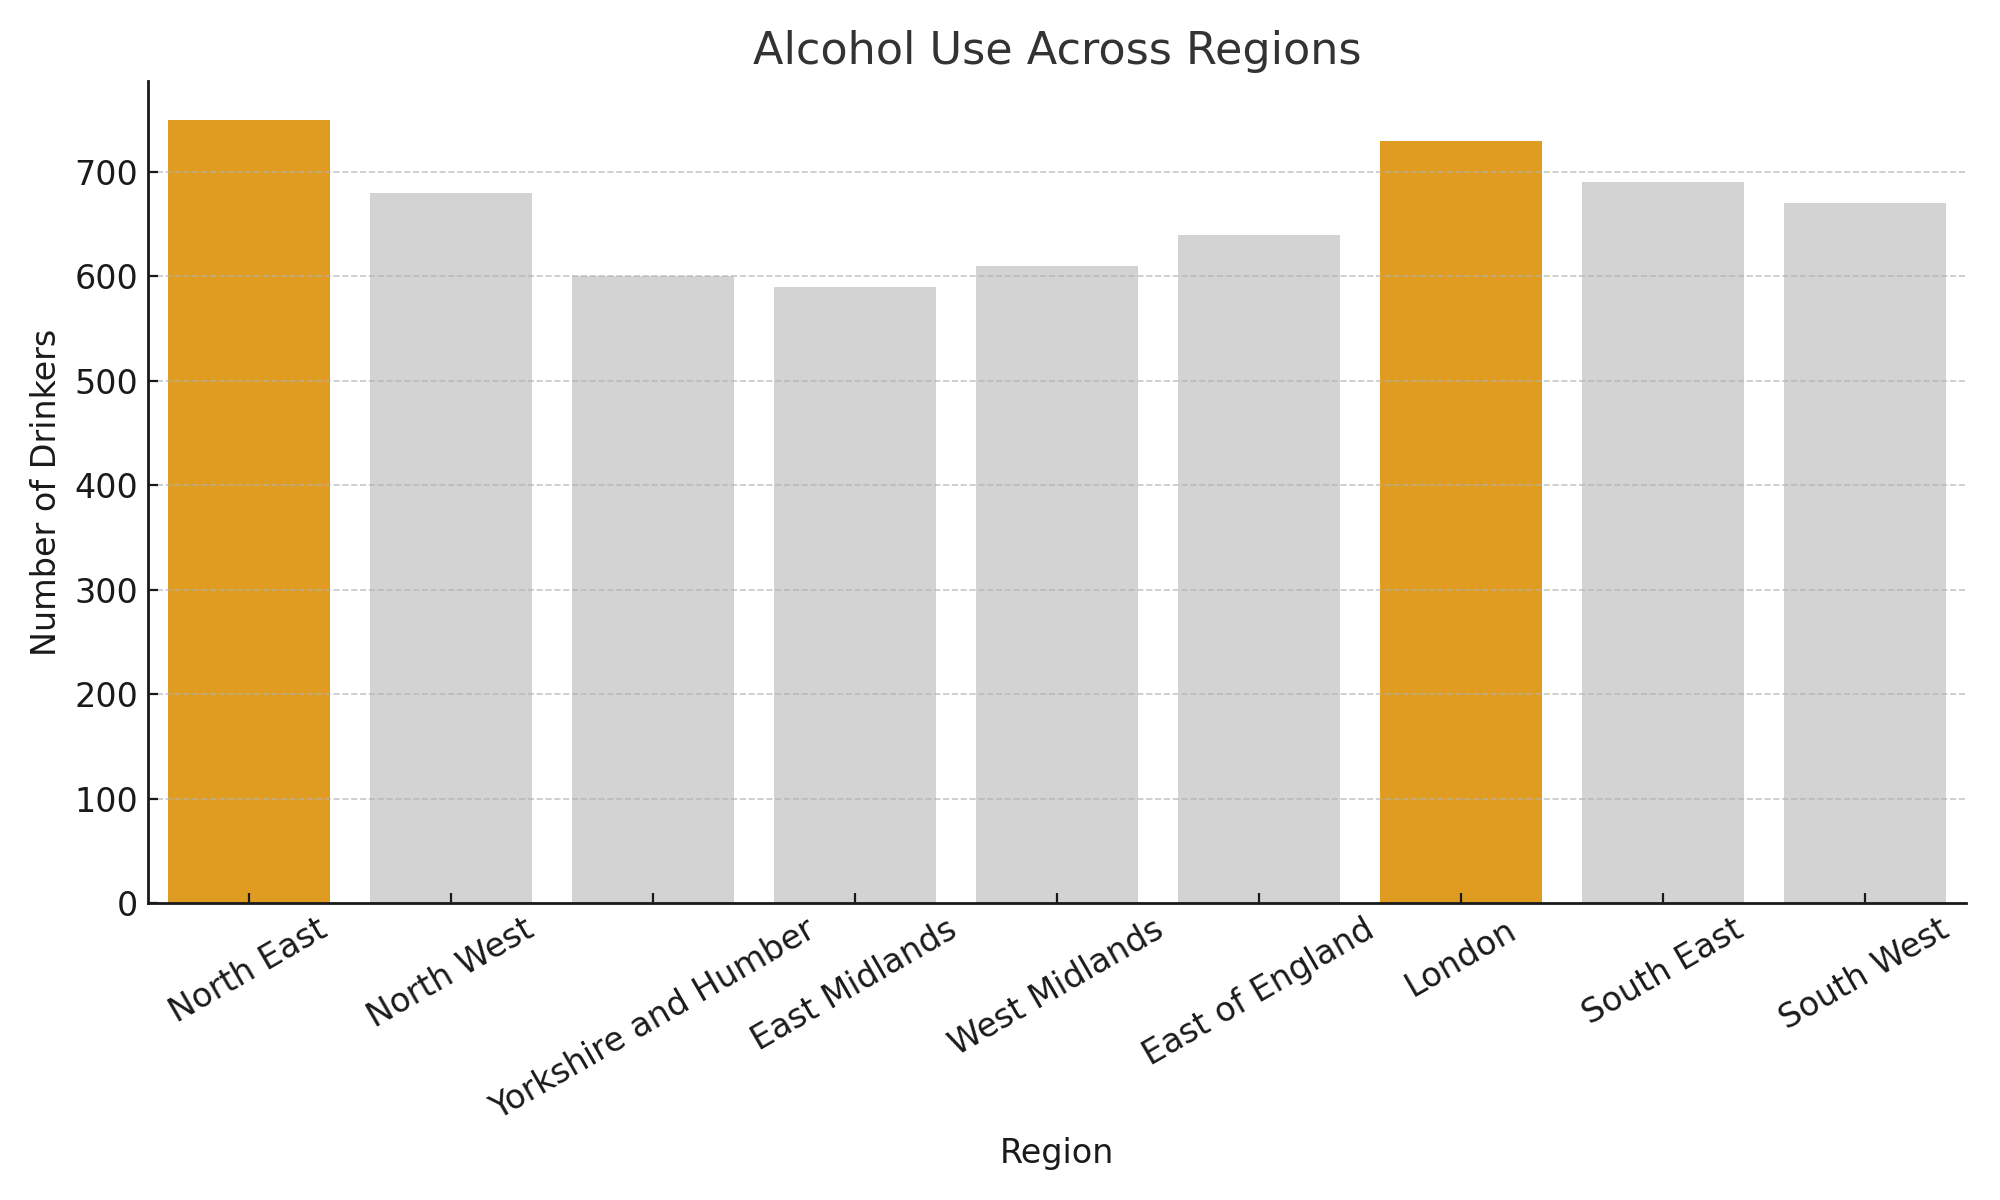 Alcohol Use Across Regions
Number of Drinkers
700
600
500
400
300
200
100
0
North East
North West
Yorkshire and Humber
East Midlands
West Midlands
East of England
London
South East
South West
Region